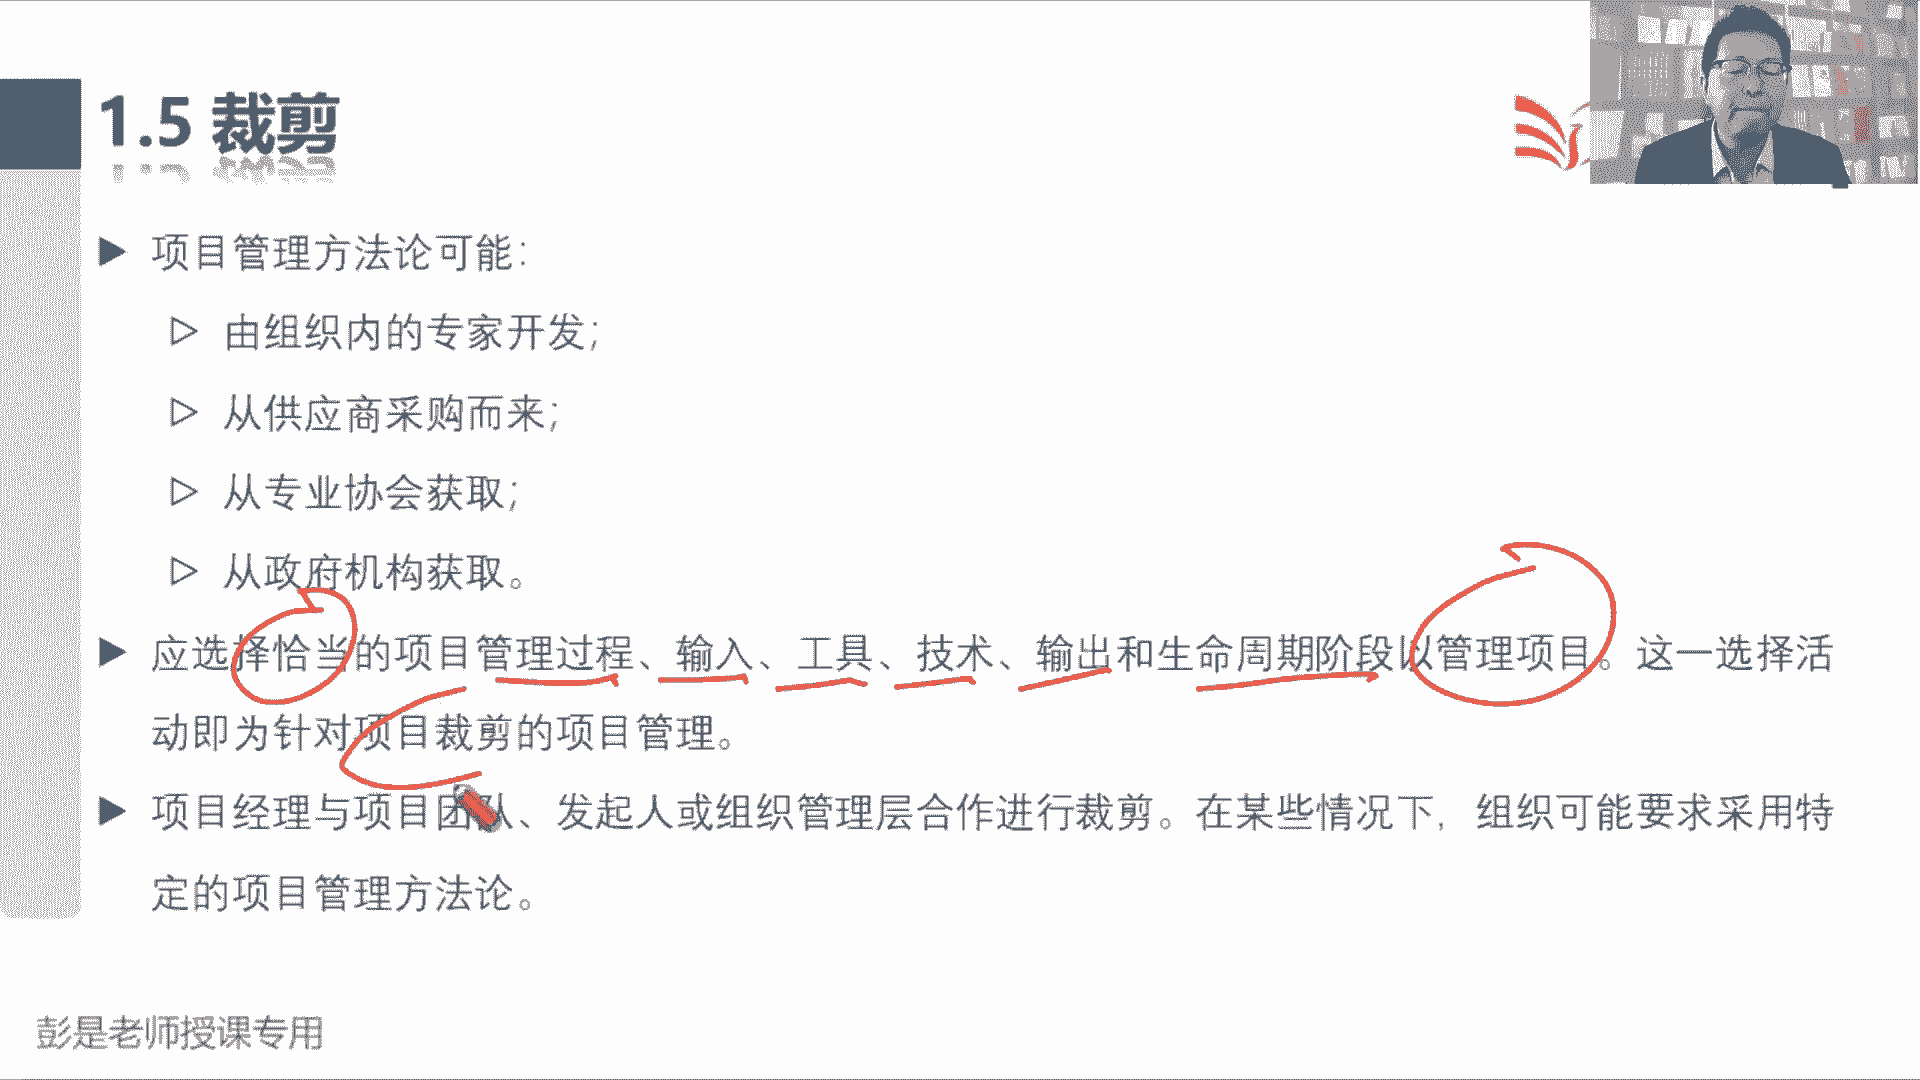 1.5 裁剪
项目管理方法论可能：
由组织内的专家开发；
从供应商采购而来；
从专业协会获取；
从政府机构获取。
应选择恰当的项目管理过程、输入、工具、技术、输出和生命周期阶段以管理项目。这一选择活
动即为针对项目裁剪的项目管理。
项目经理与项目团队、发起人或组织管理层合作进行裁剪。在某些情况下，组织可能要求采用特
定的项目管理方法论。
彭是老师授课专用